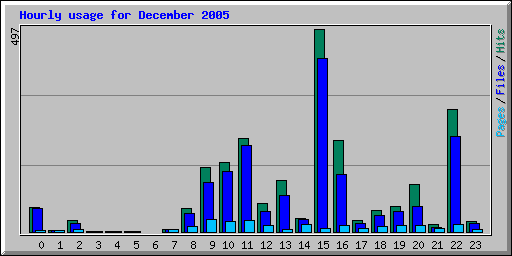 Hourly usage for December 2005
497
Pages / Files / Hits
0 1 2 3 4 5 6 7 8 9 10 11 12 13 14 15 16 17 18 19 20 21 22 23